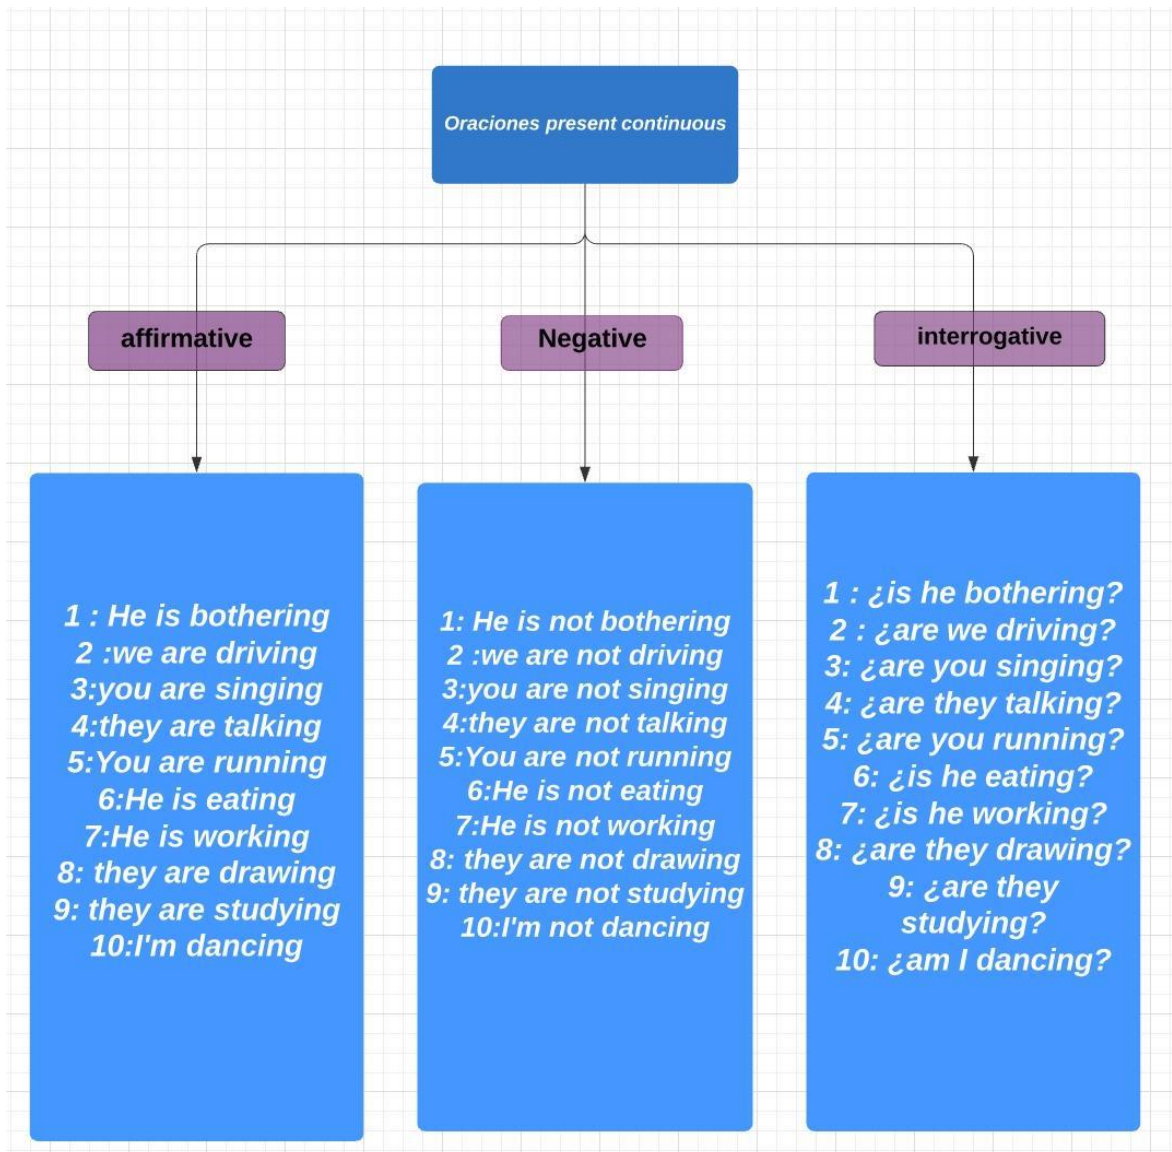 Oraciones present continuous
affirmative
Negative
interrogative
1 : He is bothering
2 :we are driving
3:you are singing
4:they are talking
5:You are running
6:He is eating
7:He is working
8: they are drawing
9: they are studying
10:I'm dancing
1: He is not bothering
2 :we are not driving
3:you are not singing
4:they are not talking
5:You are not running
6:He is not eating
7:He is not working
8: they are not drawing
9: they are not studying
10:I'm not dancing
1 : ¿is he bothering?
2 : ¿are we driving?
3: ¿are you singing?
4: ¿are they talking?
5: ¿are you running?
6: ¿is he eating?
7: ¿is he working?
8: ¿are they drawing?
9: ¿are they
studying?
10: ¿am I dancing?